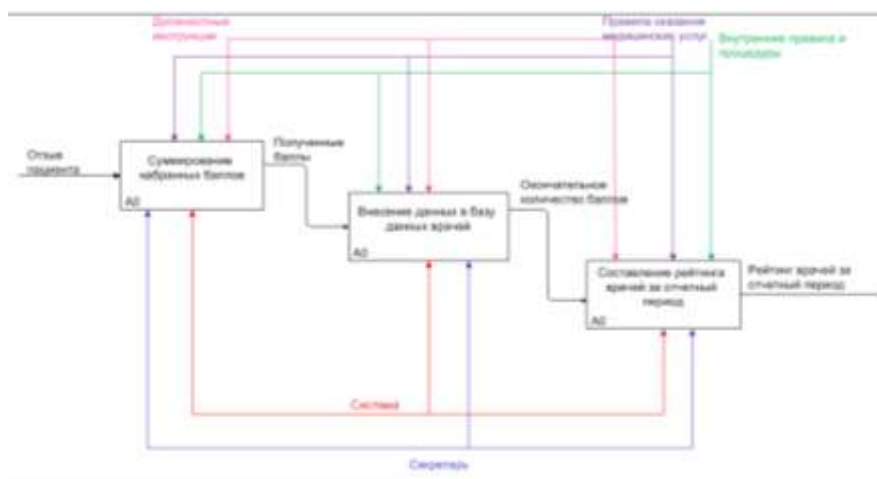 Должностные
инструкции
Правила оказания
медицинских услуг
Внутренние правила и
процедуры
Отзыв
пациента
Суммирование
набранных баллов
A0
Полученные
баллы
Внесение данных в базу
данных врачей
A0
Окончательное
количество баллов
Составление рейтинга
врачей за отчетный
период
A0
Рейтинг врачей за
отчетный период
Система
Секретарь